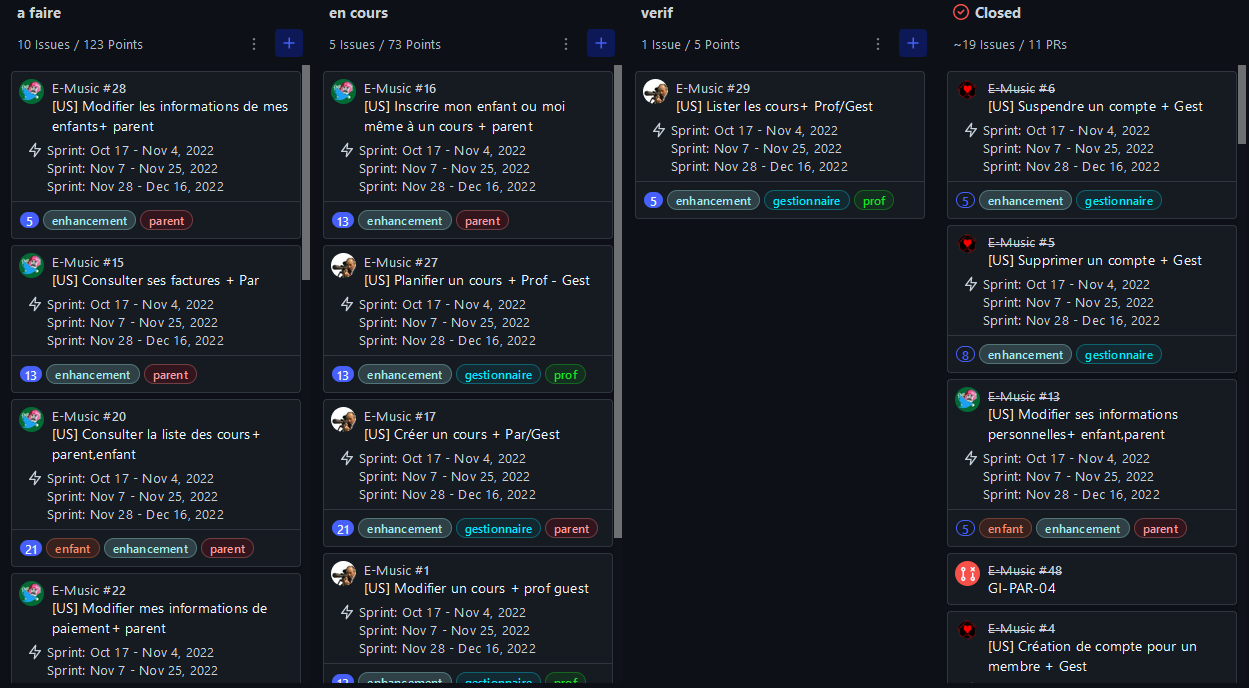 a faire
10 Issues / 123 Points
E-Music #28
[US] Modifier les informations de mes
enfants+ parent
Sprint: Oct 17 - Nov 4, 2022
Sprint: Nov 7 - Nov 25, 2022
Sprint: Nov 28 - Dec 16, 2022
5 enhancement parent
E-Music #15
[US] Consulter ses factures + Par
Sprint: Oct 17 - Nov 4, 2022
Sprint: Nov 7 - Nov 25, 2022
Sprint: Nov 28 - Dec 16, 2022
13 enhancement parent
E-Music #20
[US] Consulter la liste des cours+
parent,enfant
Sprint: Oct 17 - Nov 4, 2022
Sprint: Nov 7 - Nov 25, 2022
Sprint: Nov 28 - Dec 16, 2022
21 enfant enhancement parent
E-Music #22
[US] Modifier mes informations de
paiement+ parent
Sprint: Oct 17 - Nov 4, 2022
Sprint: Nov 7 - Nov 25, 2022
en cours
5 Issues / 73 Points
E-Music #16
[US] Inscrire mon enfant ou moi
même à un cours + parent
Sprint: Oct 17 - Nov 4, 2022
Sprint: Nov 7 - Nov 25, 2022
Sprint: Nov 28 - Dec 16, 2022
13 enhancement parent
E-Music #27
[US] Planifier un cours + Prof - Gest
Sprint: Oct 17 - Nov 4, 2022
Sprint: Nov 7 - Nov 25, 2022
Sprint: Nov 28 - Dec 16, 2022
13 enhancement gestionnaire prof
E-Music #17
[US] Créer un cours + Par/Gest
Sprint: Oct 17 - Nov 4, 2022
Sprint: Nov 7 - Nov 25, 2022
Sprint: Nov 28 - Dec 16, 2022
21 enhancement gestionnaire parent
E-Music #1
[US] Modifier un cours + prof guest
Sprint: Oct 17 - Nov 4, 2022
Sprint: Nov 7 - Nov 25, 2022
Sprint: Nov 28 - Dec 16, 2022
13 enhancement gestionnaire prof
verif
1 Issue / 5 Points
E-Music #29
[US] Lister les cours+ Prof/Gest
Sprint: Oct 17 - Nov 4, 2022
Sprint: Nov 7 - Nov 25, 2022
Sprint: Nov 28 - Dec 16, 2022
5 enhancement gestionnaire prof
Closed
~19 Issues / 11 PRs
E-Music #6
[US] Suspendre un compte + Gest
Sprint: Oct 17 - Nov 4, 2022
Sprint: Nov 7 - Nov 25, 2022
Sprint: Nov 28 - Dec 16, 2022
5 enhancement gestionnaire
E-Music #5
[US] Supprimer un compte + Gest
Sprint: Oct 17 - Nov 4, 2022
Sprint: Nov 7 - Nov 25, 2022
Sprint: Nov 28 - Dec 16, 2022
8 enhancement gestionnaire
E-Music #13
[US] Modifier ses informations
personnelles+ enfant,parent
Sprint: Oct 17 - Nov 4, 2022
Sprint: Nov 7 - Nov 25, 2022
Sprint: Nov 28 - Dec 16, 2022
5 enfant enhancement parent
E-Music #48
GI-PAR-04
E-Music #4
[US] Création de compte pour un
membre + Gest